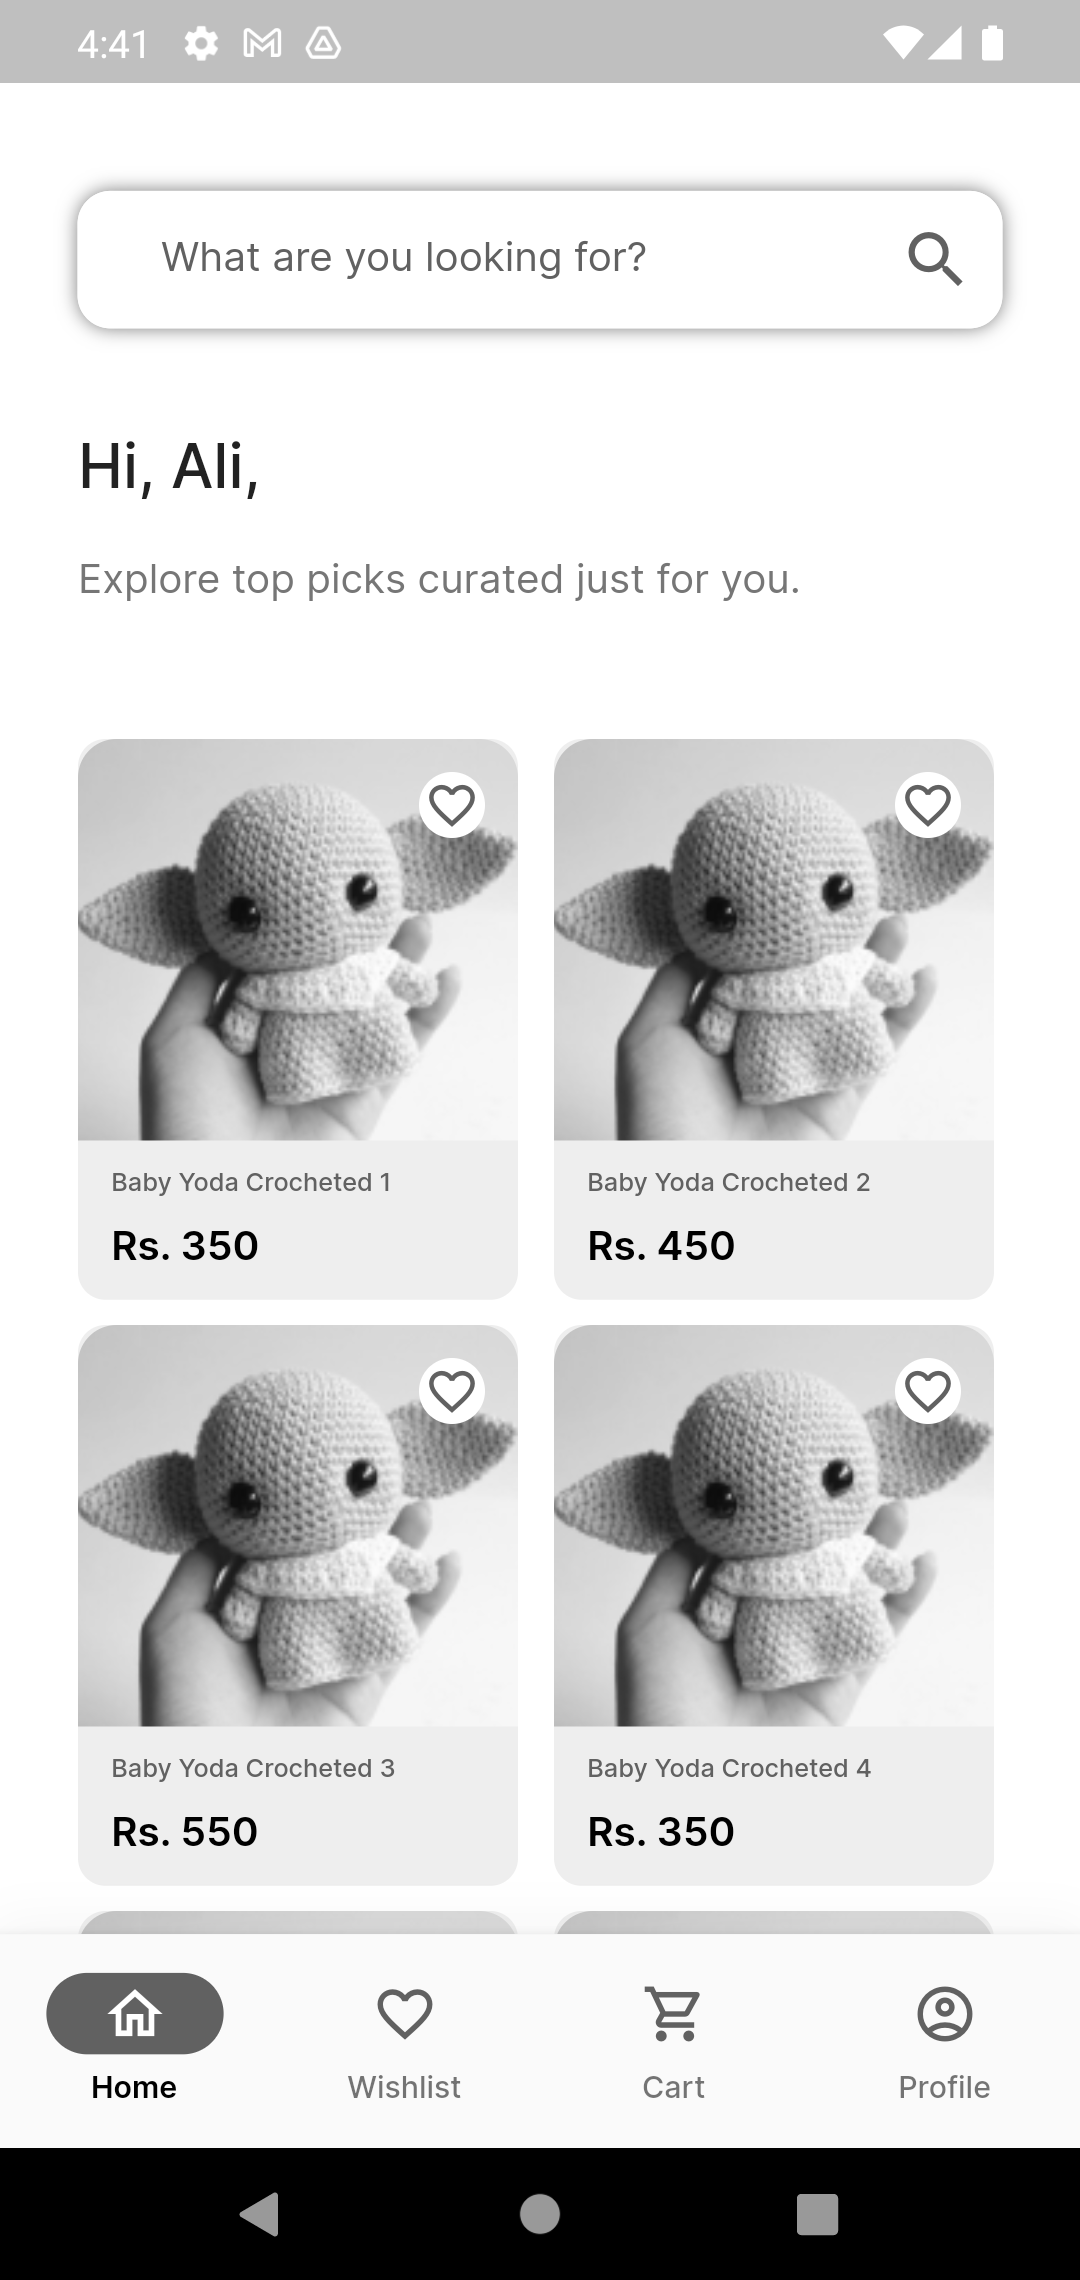 4:41
What are you looking for?
Hi, Ali,
Explore top picks curated just for you.
Baby Yoda Crocheted 1
Rs. 350
Baby Yoda Crocheted 2
Rs. 450
Baby Yoda Crocheted 3
Rs. 550
Baby Yoda Crocheted 4
Rs. 350
Home
Wishlist
Cart
Profile